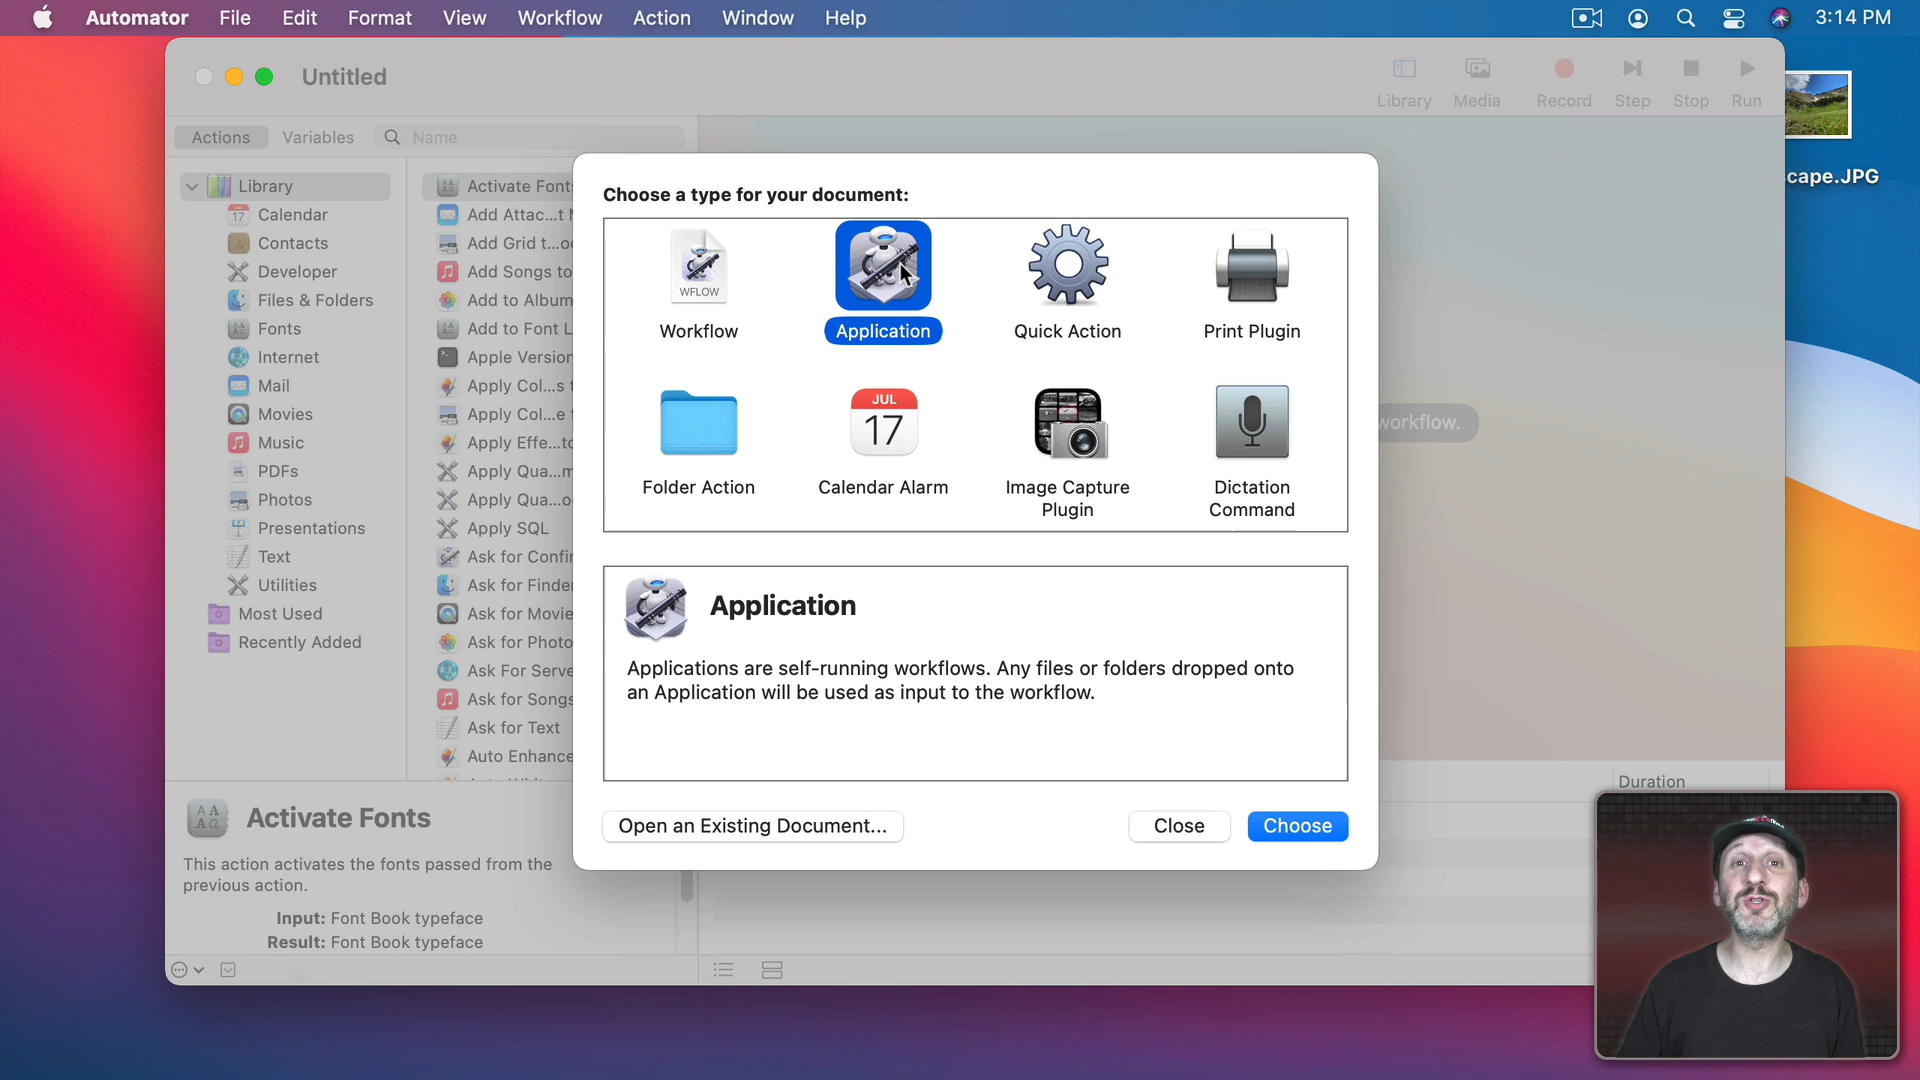 Automator File Edit Format View Workflow Action Window Help 3:14 PM
Untitled
Library Media Record Step Stop Run
Actions Variables Name
cape.JPG
Library
Calendar
Contacts
Developer
Files & Folders
Fonts
Internet
Mail
Movies
Music
PDFs
Photos
Presentations
Text
Utilities
Most Used
Recently Added
Activate Font
Add Attac...t
Add Grid t...o
Add Songs to
Add to Album
Add to Font L
Apple Version
Apply Col...s
Apply Col...e
Apply Effe...to
Apply Qua...m
Apply Qua...o
Apply SQL
Ask for Confi
Ask for Finde
Ask for Movie
Ask for Photo
Ask For Serve
Ask for Songs
Ask for Text
Auto Enhance
Choose a type for your document:
WFLOW
Workflow
Application
Quick Action
Print Plugin
Folder Action
JUL
17
Calendar Alarm
Image Capture
Plugin
Dictation
Command
workflow.
Application
Applications are self-running workflows. Any files or folders dropped onto
an Application will be used as input to the workflow.
Open an Existing Document... Close Choose
Duration
Activate Fonts
This action activates the fonts passed from the
previous action.
Input: Font Book typeface
Result: Font Book typeface